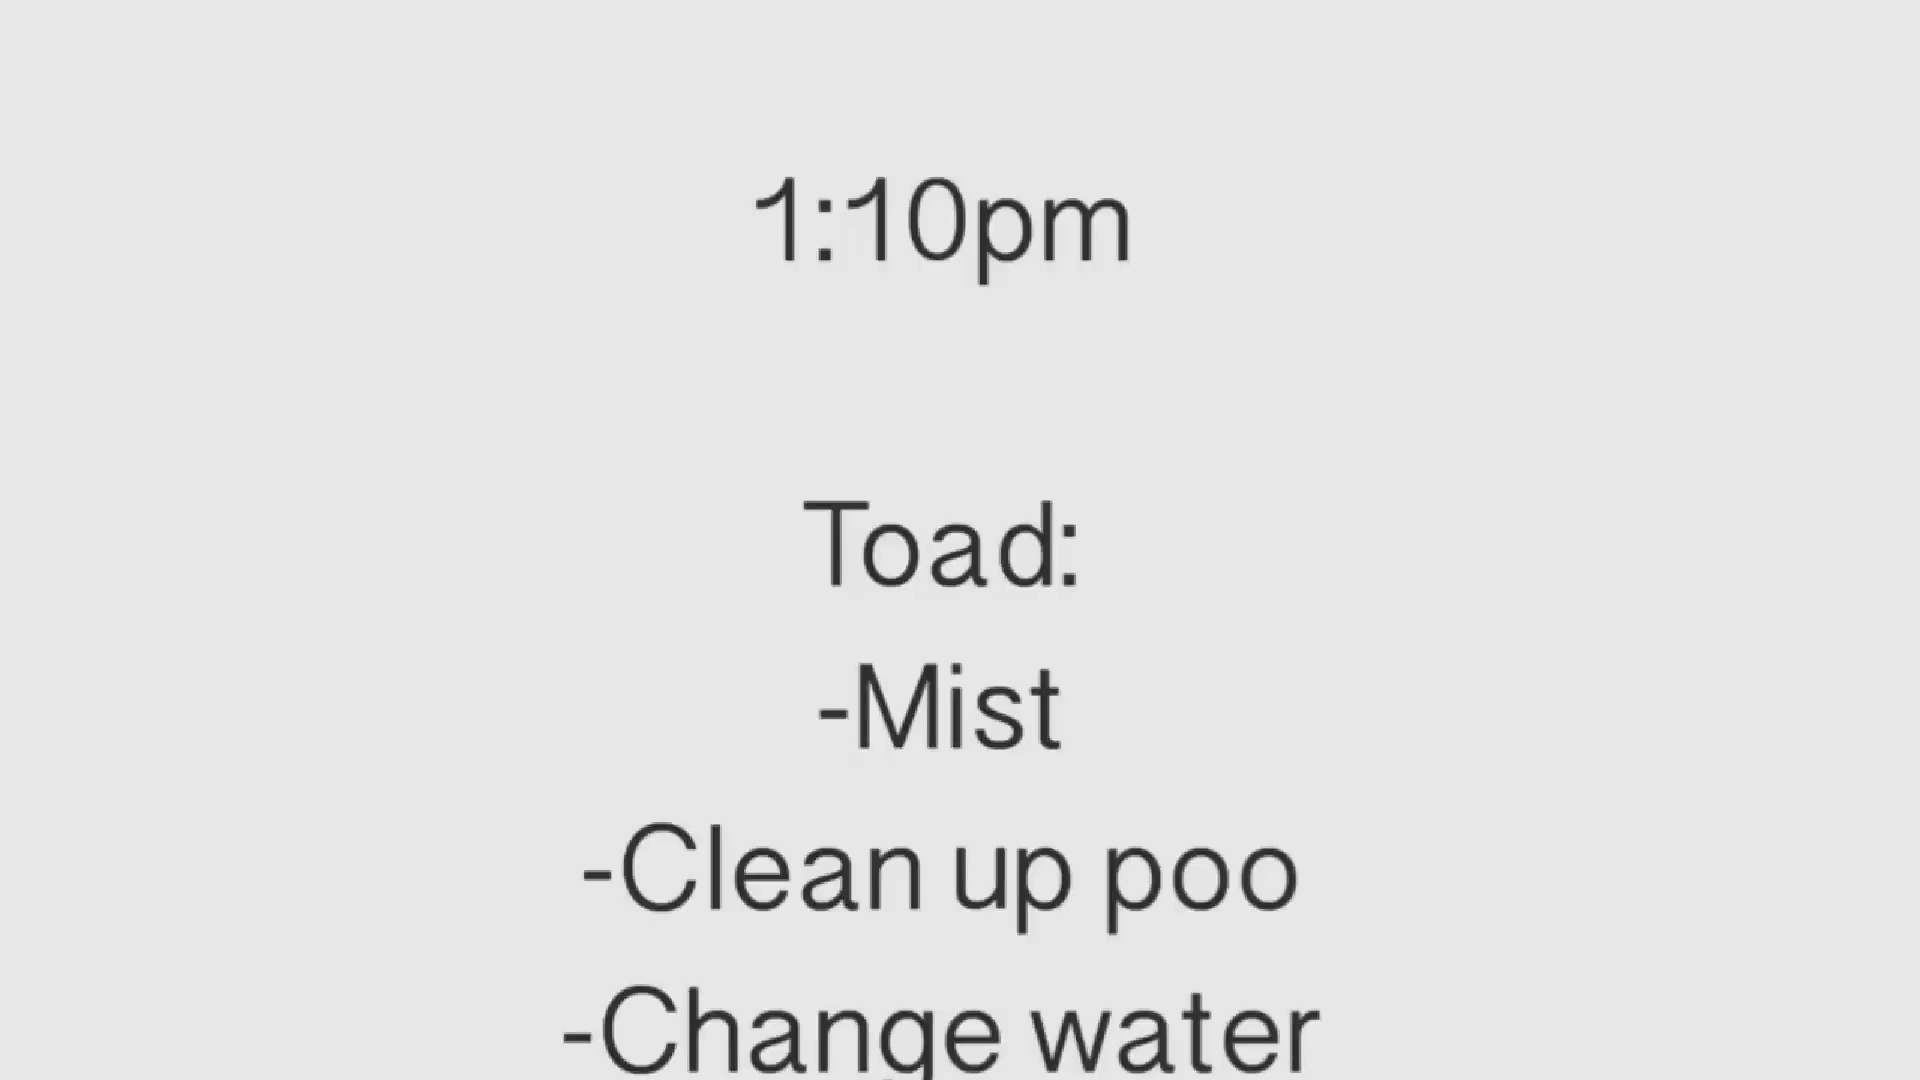 1:10pm
Toad:
-Mist
-Clean up poo
-Change water